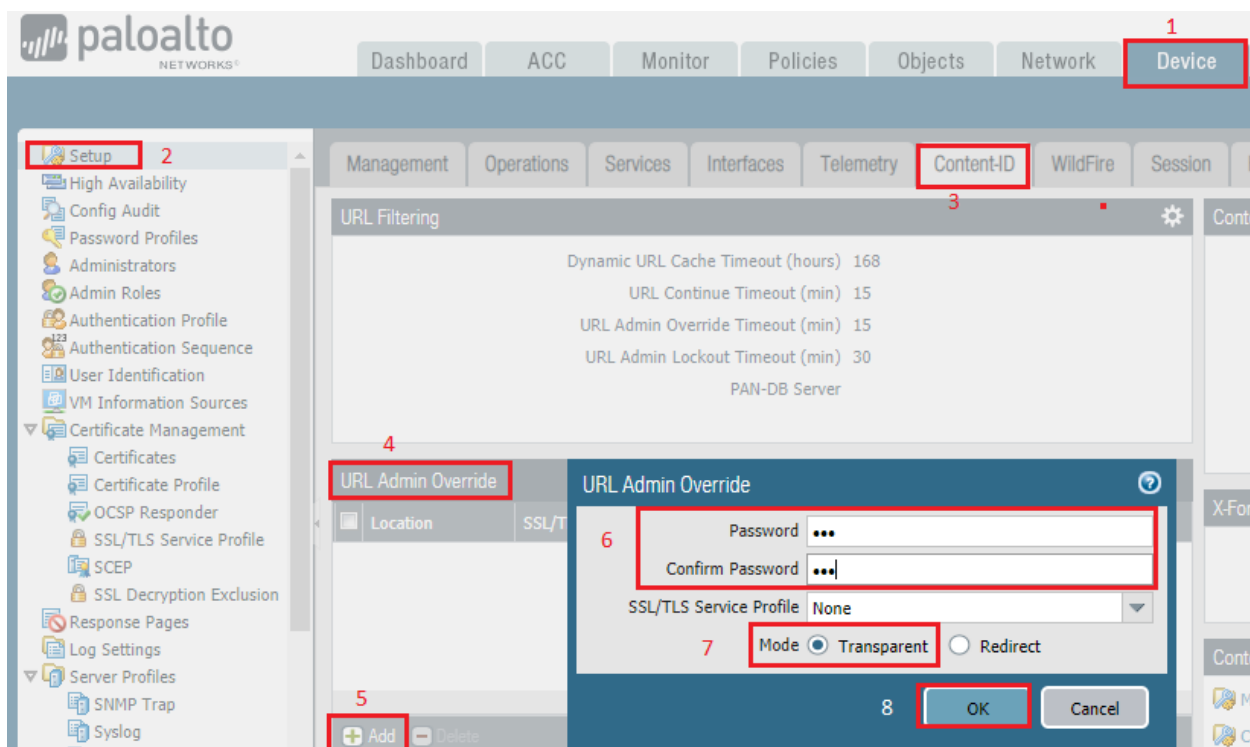 paloalto
NETWORKS®
1
Dashboard ACC Monitor Policies Objects Network Device
Setup 2
High Availability
Config Audit
Password Profiles
Administrators
Admin Roles
Authentication Profile
Authentication Sequence
User Identification
VM Information Sources
Certificate Management
Certificates
Certificate Profile
OCSP Responder
SSL/TLS Service Profile
SCEP
SSL Decryption Exclusion
Response Pages
Log Settings
Server Profiles
SNMP Trap
Syslog
Management Operations Services Interfaces Telemetry Content-ID WildFire Session
3
URL Filtering
Dynamic URL Cache Timeout (hours) 168
URL Continue Timeout (min) 15
URL Admin Override Timeout (min) 15
URL Admin Lockout Timeout (min) 30
PAN-DB Server
4
URL Admin Override
Location SSL/T
5
Add Delete
URL Admin Override
6
Password •••
Confirm Password •••
SSL/TLS Service Profile None
7 Mode Transparent Redirect
8 OK Cancel
Cont
X-For
Cont
M